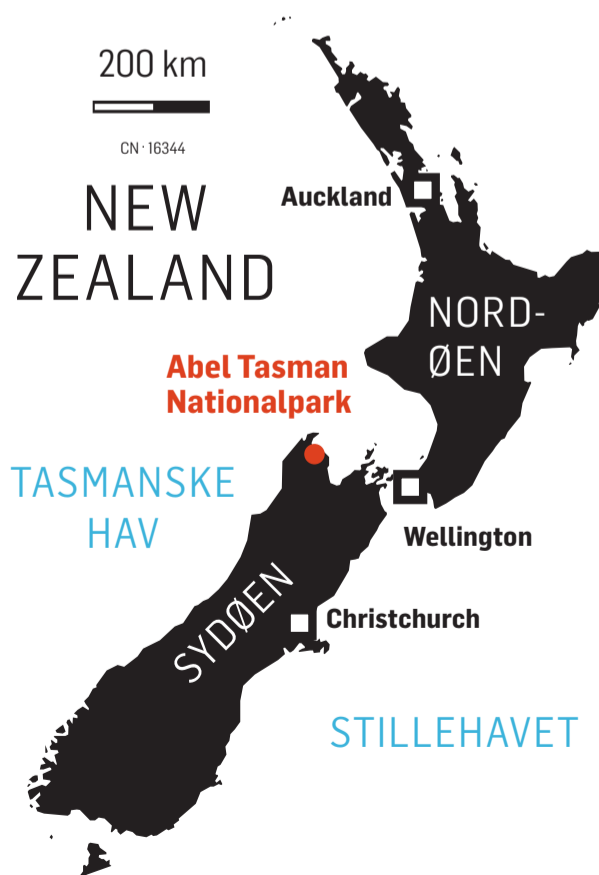 200 km
CN · 16344
NEW
ZEALAND
Auckland
NORD-
ØEN
Abel Tasman
Nationalpark
TASMANSKE
HAV
Wellington
SYDØEN
Christchurch
STILLEHAVET